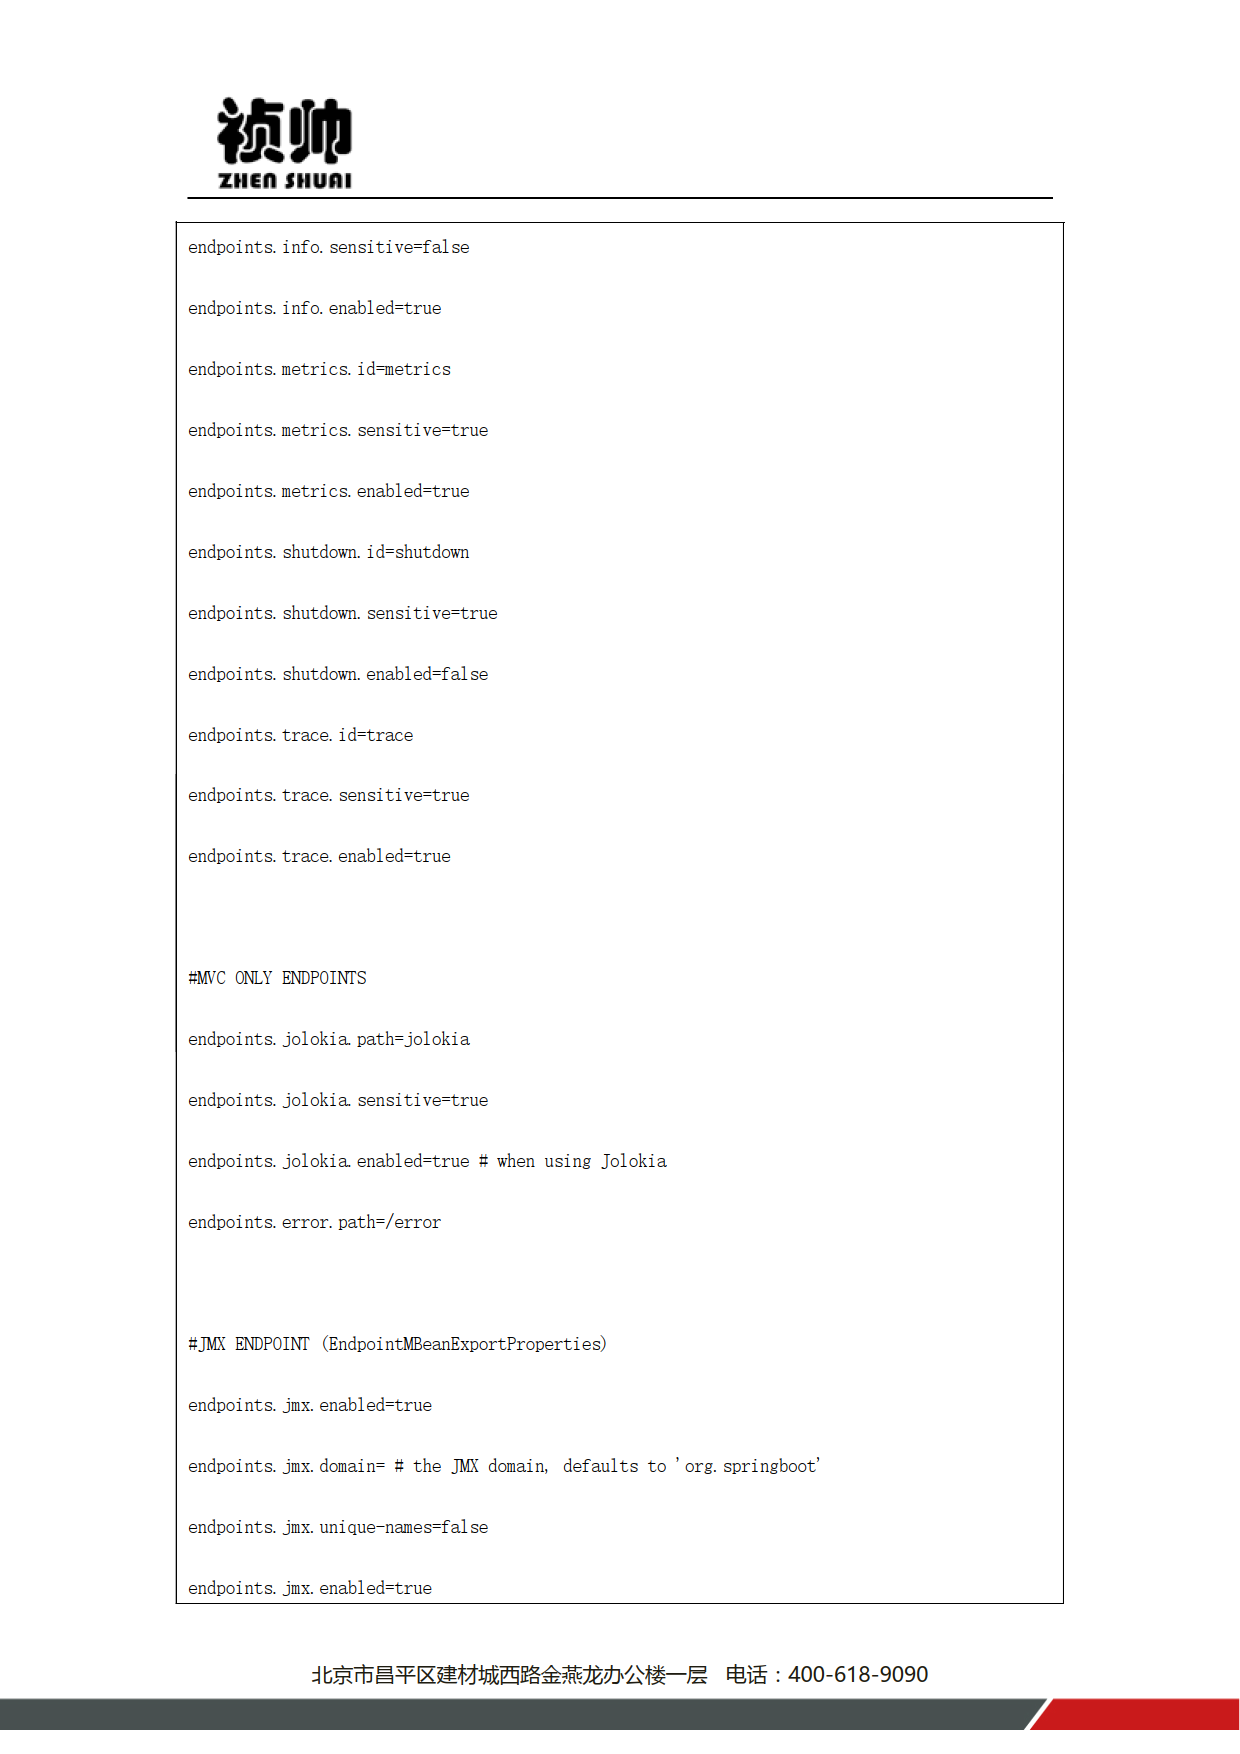 祯帅
ZHEN SHUAI
endpoints.info.sensitive=false
endpoints.info.enabled=true
endpoints.metrics.id=metrics
endpoints.metrics.sensitive=true
endpoints.metrics.enabled=true
endpoints.shutdown.id=shutdown
endpoints.shutdown.sensitive=true
endpoints.shutdown.enabled=false
endpoints.trace.id=trace
endpoints.trace.sensitive=true
endpoints.trace.enabled=true
#MVC ONLY ENDPOINTS
endpoints.jolokia.path=jolokia
endpoints.jolokia.sensitive=true
endpoints.jolokia.enabled=true # when using Jolokia
endpoints.error.path=/error
#JMX ENDPOINT (EndpointMBeanExportProperties)
endpoints.jmx.enabled=true
endpoints.jmx.domain= # the JMX domain, defaults to 'org.springboot'
endpoints.jmx.unique-names=false
endpoints.jmx.enabled=true
北京市昌平区建材城西路金燕龙办公楼一层 电话：400-618-9090